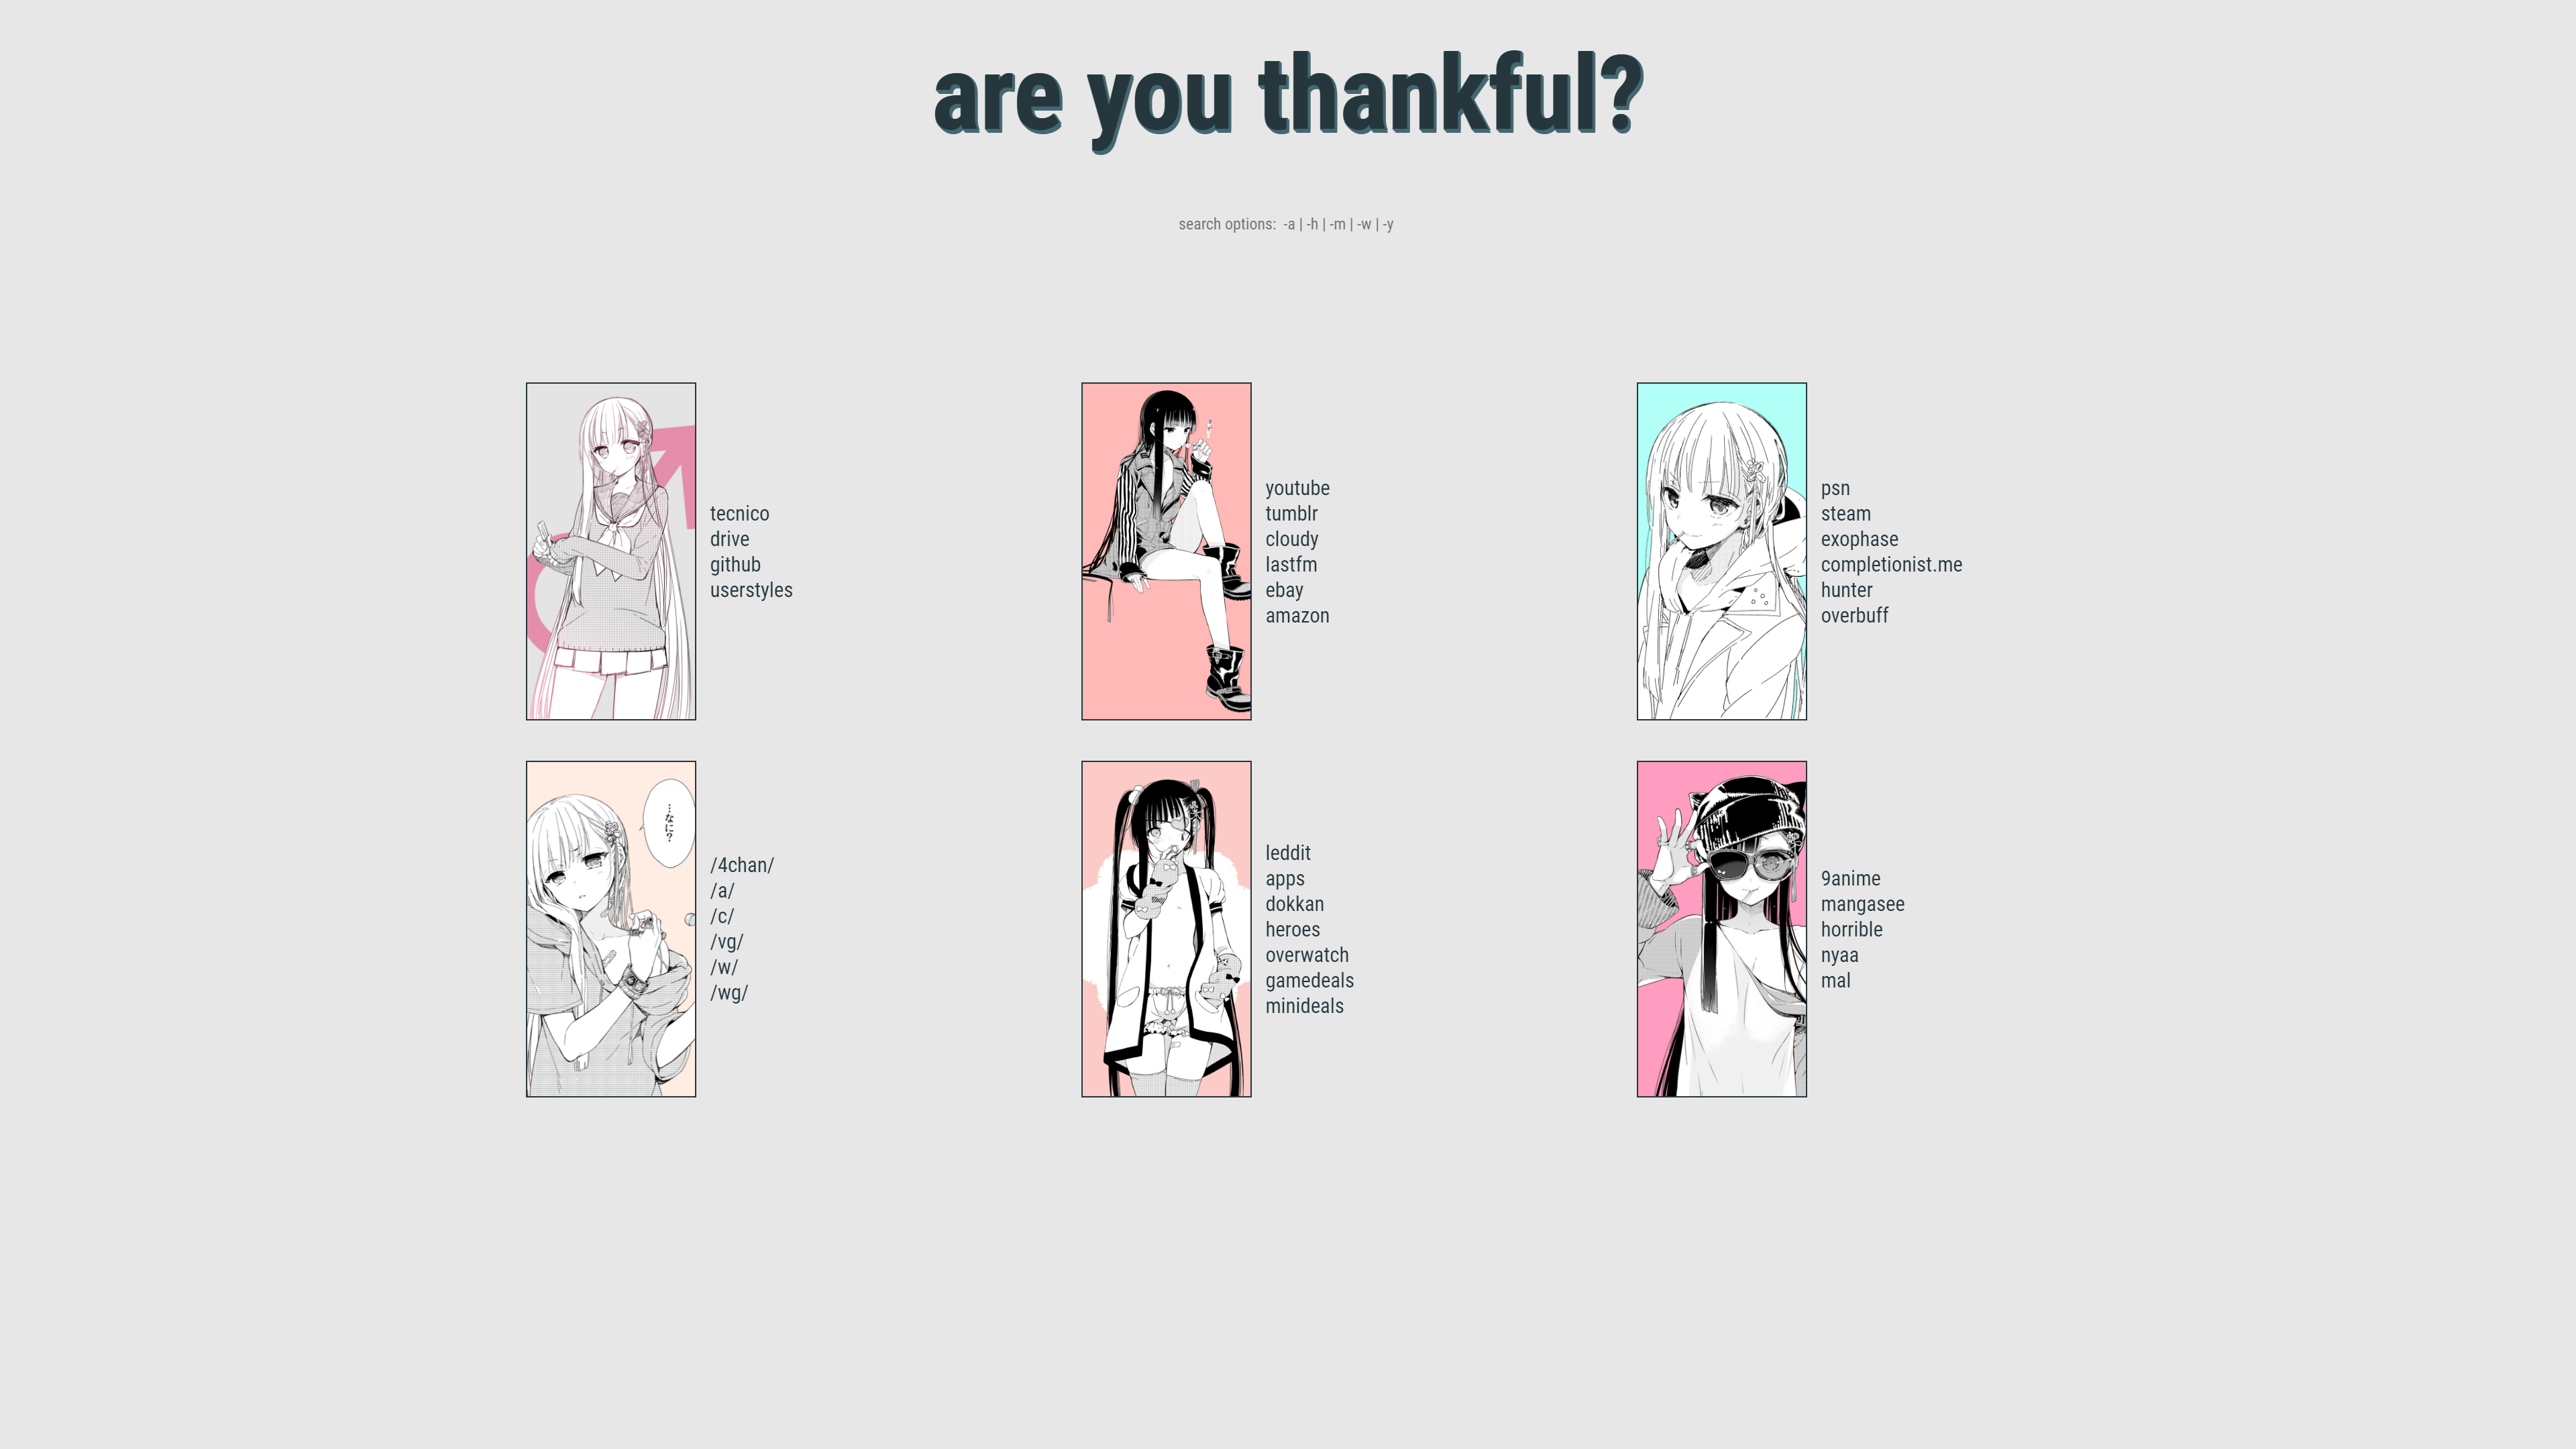 are you thankful?
search options: -a | -h | -m | -w | -y
tecnico
drive
github
userstyles
youtube
tumblr
cloudy
lastfm
ebay
amazon
psn
steam
exophase
completionist.me
hunter
overbuff
…なに?
/4chan/
/a/
/c/
/vg/
/w/
/wg/
leddit
apps
dokkan
heroes
overwatch
gamedeals
minideals
9anime
mangasee
horrible
nyaa
mal